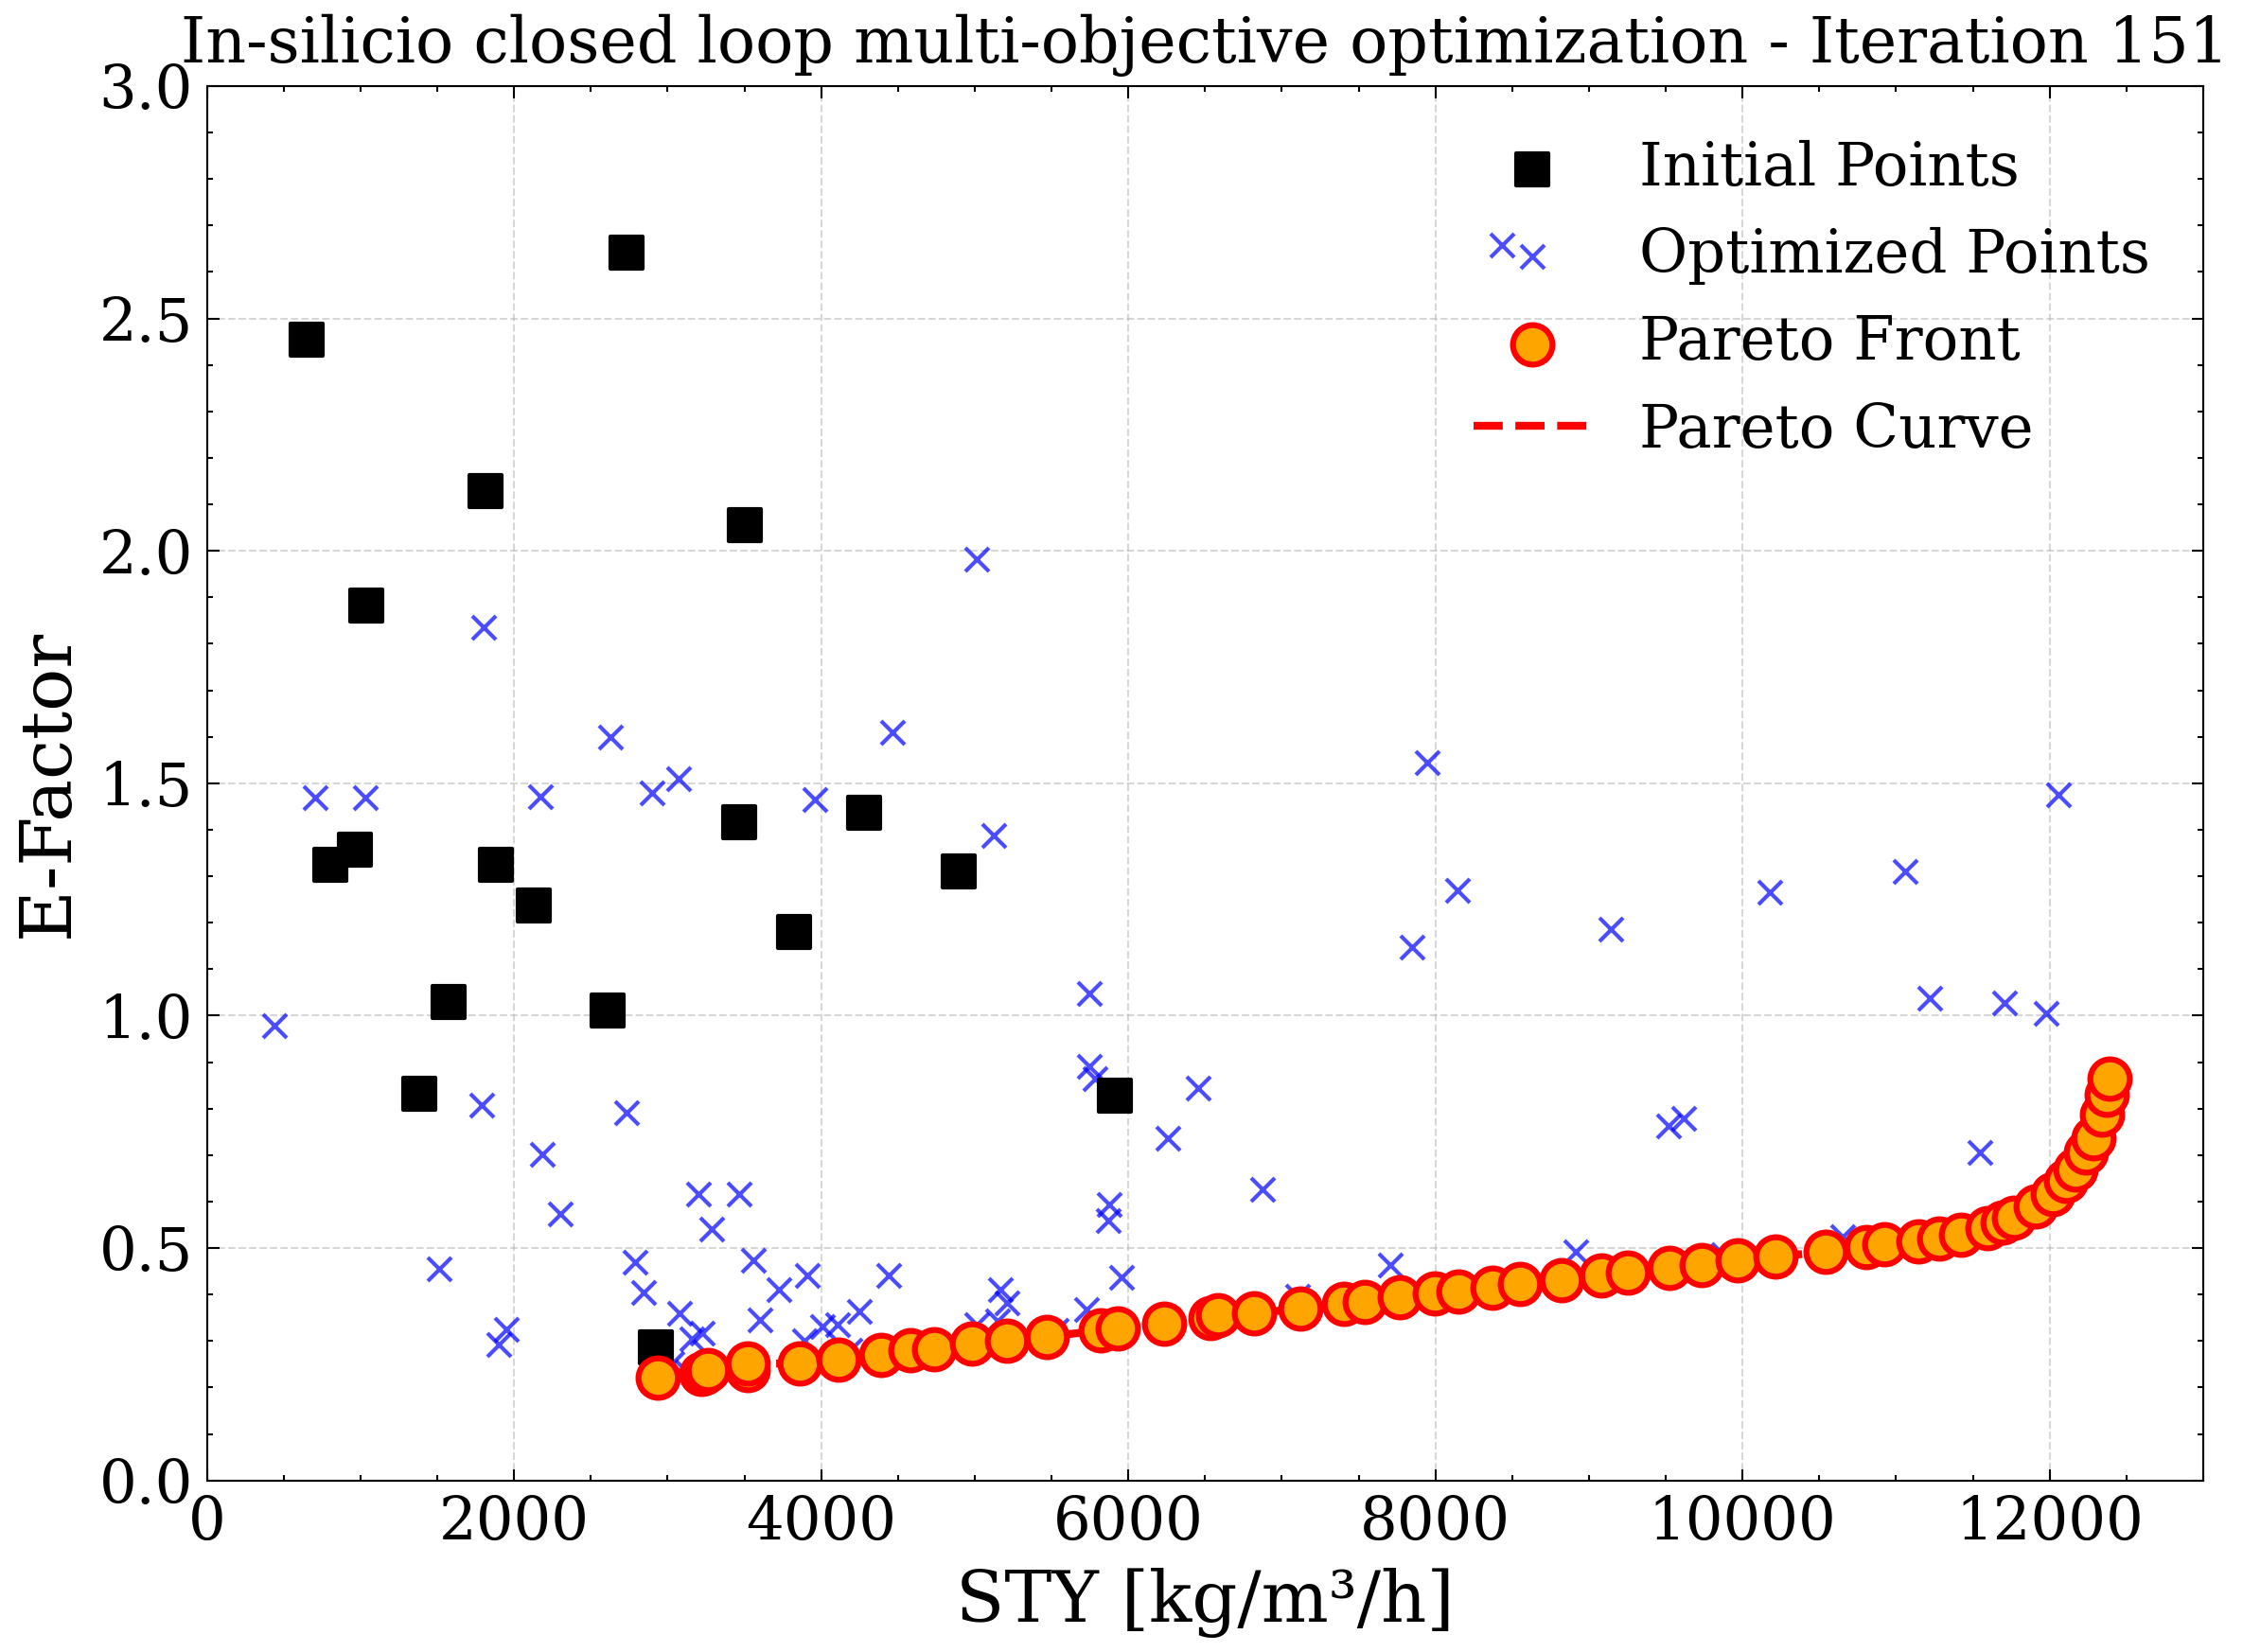 In-silicio closed loop multi-objective optimization - Iteration 151
3.0
2.5
2.0
1.5
1.0
0.5
0.0
E-Factor
Initial Points
Optimized Points
Pareto Front
Pareto Curve
0 2000 4000 6000 8000 10000 12000
STY [kg/m³/h]